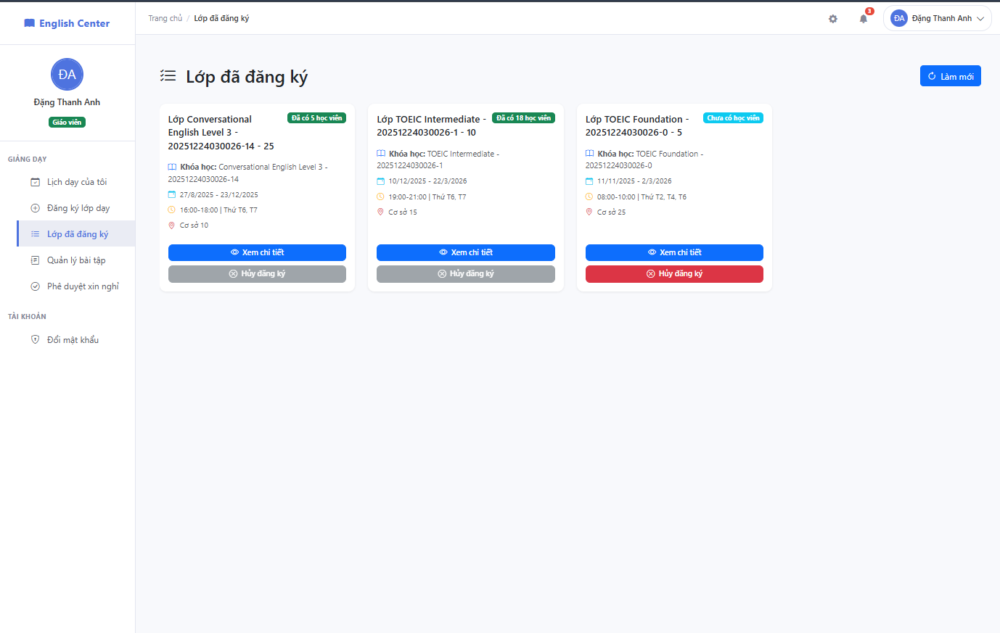 English Center
ĐA
Đặng Thanh Anh
Giáo viên
GIẢNG DẠY
Lịch dạy của tôi
Đăng ký lớp dạy
Lớp đã đăng ký
Quản lý bài tập
Phê duyệt xin nghỉ
TÀI KHOẢN
Đổi mật khẩu
Trang chủ / Lớp đã đăng ký
3
ĐA Đặng Thanh Anh
Lớp đã đăng ký
Làm mới
Lớp Conversational
English Level 3 -
20251224030026-14 - 25
Đã có 5 học viên
Khóa học: Conversational English Level 3 -
20251224030026-14
27/8/2025 - 23/12/2025
16:00-18:00 | Thứ T6, T7
Cơ sở 10
Xem chi tiết
Hủy đăng ký
Lớp TOEIC Intermediate -
20251224030026-1 - 10
Đã có 18 học viên
Khóa học: TOEIC Intermediate -
20251224030026-1
10/12/2025 - 22/3/2026
19:00-21:00 | Thứ T6, T7
Cơ sở 15
Xem chi tiết
Hủy đăng ký
Lớp TOEIC Foundation -
20251224030026-0 - 5
Chưa có học viên
Khóa học: TOEIC Foundation -
20251224030026-0
11/11/2025 - 2/3/2026
08:00-10:00 | Thứ T2, T4, T6
Cơ sở 25
Xem chi tiết
Hủy đăng ký